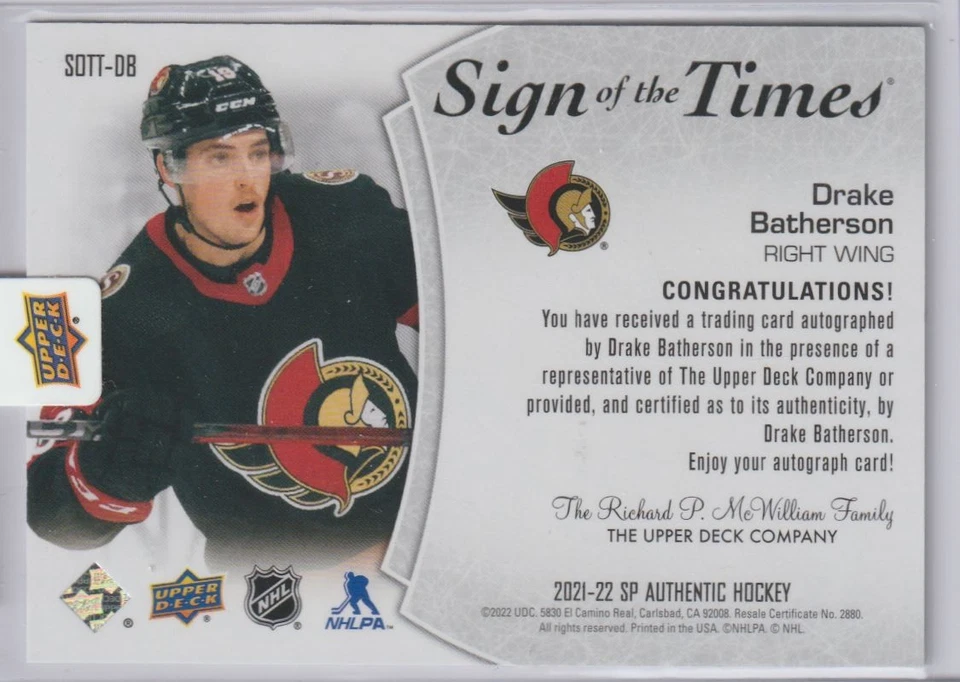 SOTT-DB
Sign of the Times®
19
CCM
Drake
Batherson
RIGHT WING
CONGRATULATIONS!
You have received a trading card autographed
by Drake Batherson in the presence of a
representative of The Upper Deck Company or
provided, and certified as to its authenticity, by
Drake Batherson.
Enjoy your autograph card!
The Richard P. McWilliam Family
THE UPPER DECK COMPANY
UPPER
D·E·C·K
®
UPPER
D·E·C·K
®
NHL
®
NHLPA™
2021-22 SP AUTHENTIC HOCKEY
©2022 UDC. 5830 El Camino Real, Carlsbad, CA 92008. Resale Certificate No. 2880.
All rights reserved. Printed in the USA. ©NHLPA. © NHL.